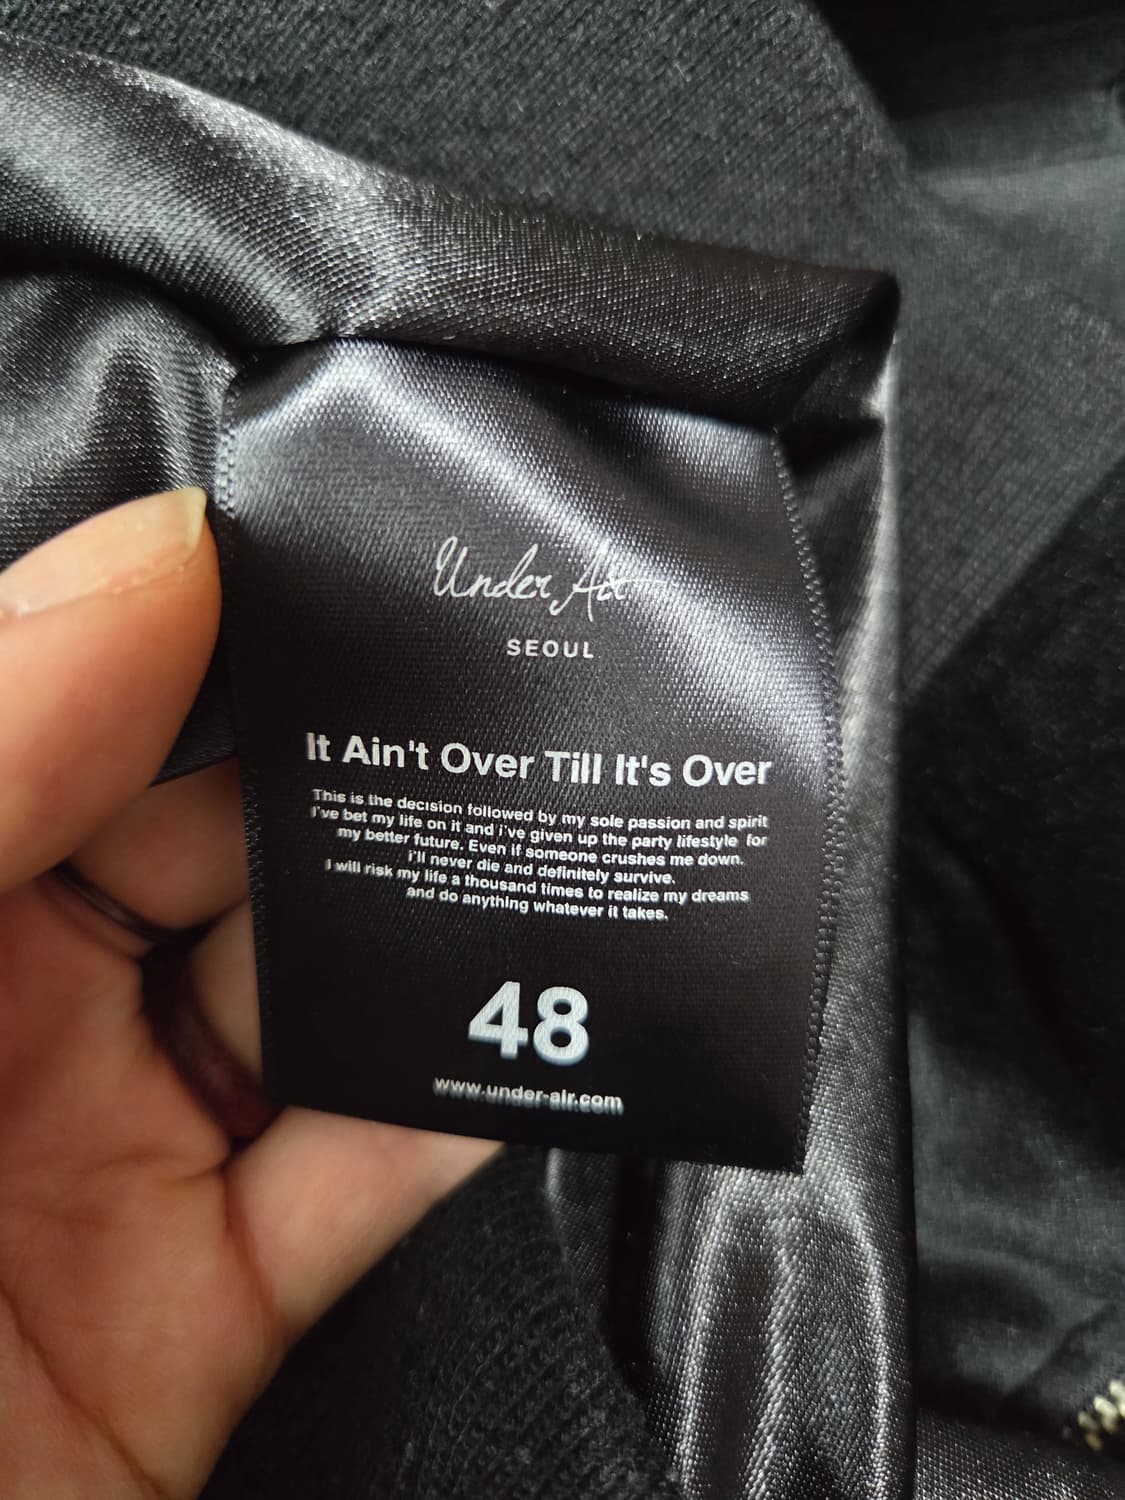 Under Air
SEOUL
It Ain't Over Till It's Over
This is the decision followed by my sole passion and spirit
I've bet my life on it and i've given up the party lifestyle for
my better future. Even if someone crushes me down.
i'll never die and definitely survive.
I will risk my life a thousand times to realize my dreams
and do anything whatever it takes.
48
www.under-air.com